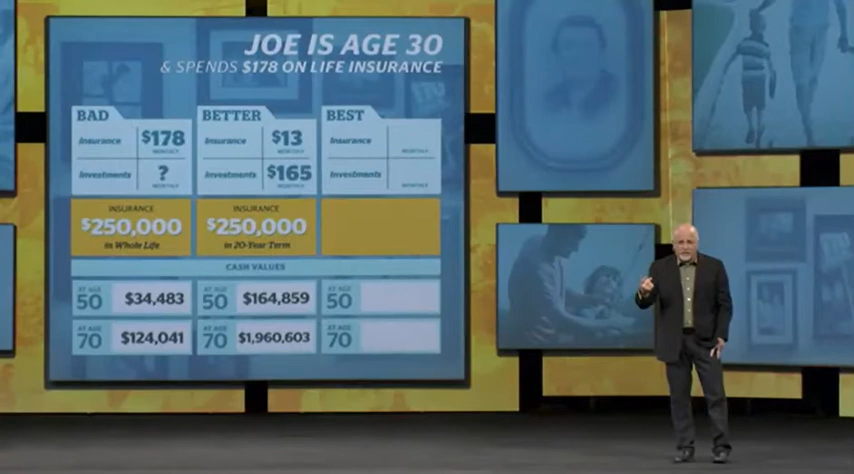 JOE IS AGE 30
& SPENDS $178 ON LIFE INSURANCE
BAD BETTER BEST
Insurance $178 MONTHLY Insurance $13 MONTHLY Insurance MONTHLY
Investments ? MONTHLY Investments $165 MONTHLY Investments MONTHLY
INSURANCE INSURANCE
$250,000 $250,000
in Whole Life in 20-Year Term
CASH VALUES
AT AGE 50 $34,483 AT AGE 50 $164,859 AT AGE 50
AT AGE 70 $124,041 AT AGE 70 $1,960,603 AT AGE 70